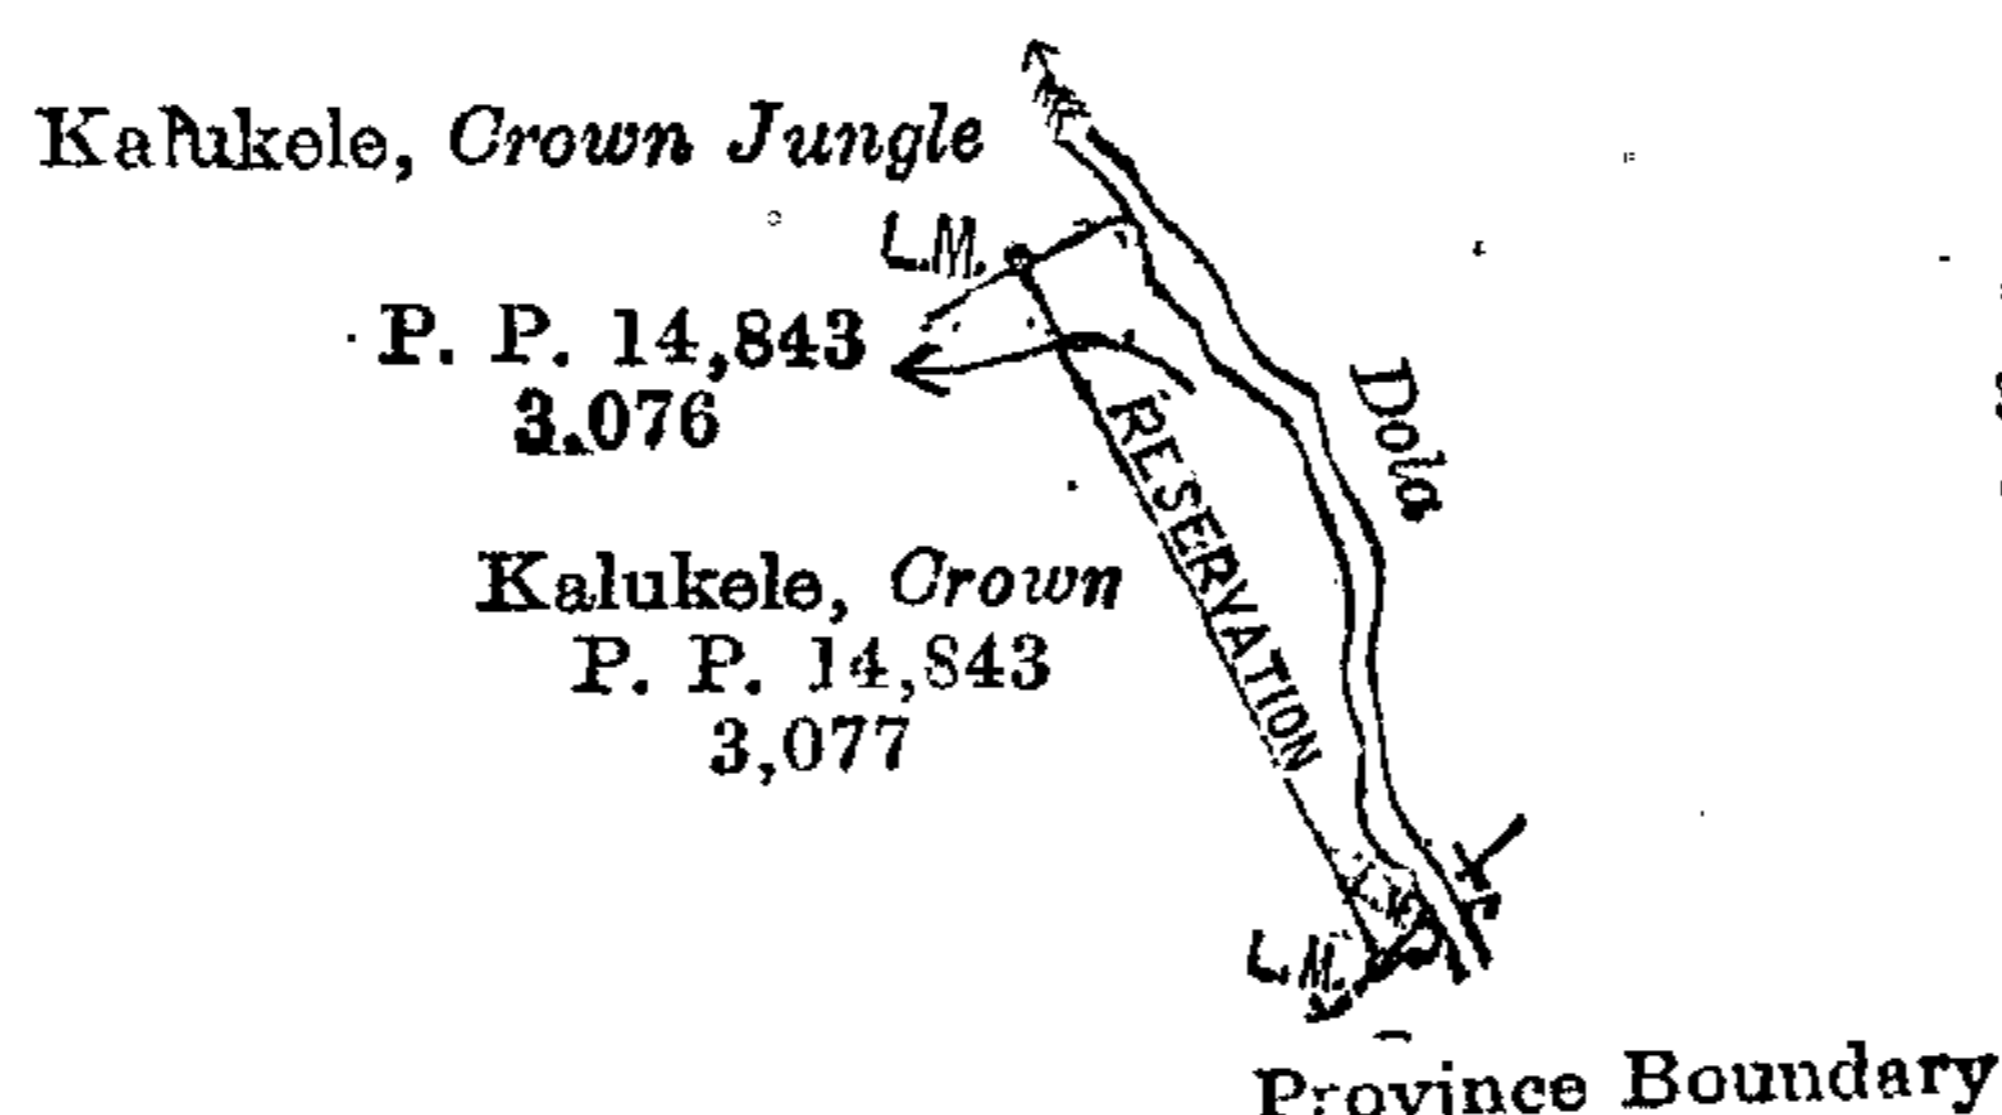 Kalukele, Crown Jungle
L.M.
P. P. 14,843
3.076
Dola
RESERVATION
Kalukele, Crown
P. P. 14,843
3,077
L.M.
Province Boundary